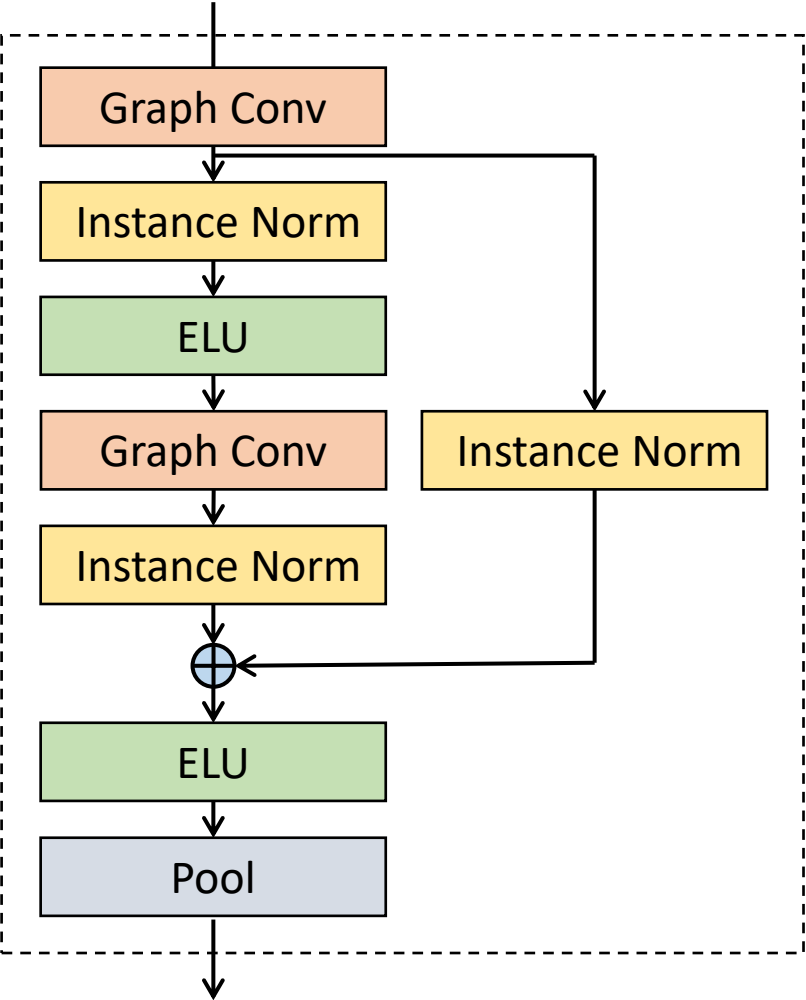 Graph Conv
Instance Norm
ELU
Graph Conv
Instance Norm
Instance Norm
ELU
Pool